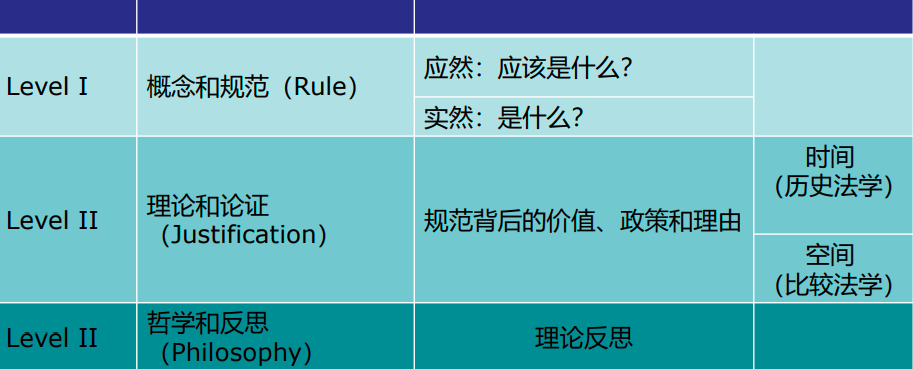 Level I
概念和规范（Rule）
应然：应该是什么？
实然：是什么？
Level II
理论和论证
（Justification）
规范背后的价值、政策和理由
时间
（历史法学）
空间
（比较法学）
Level II
哲学和反思
（Philosophy）
理论反思